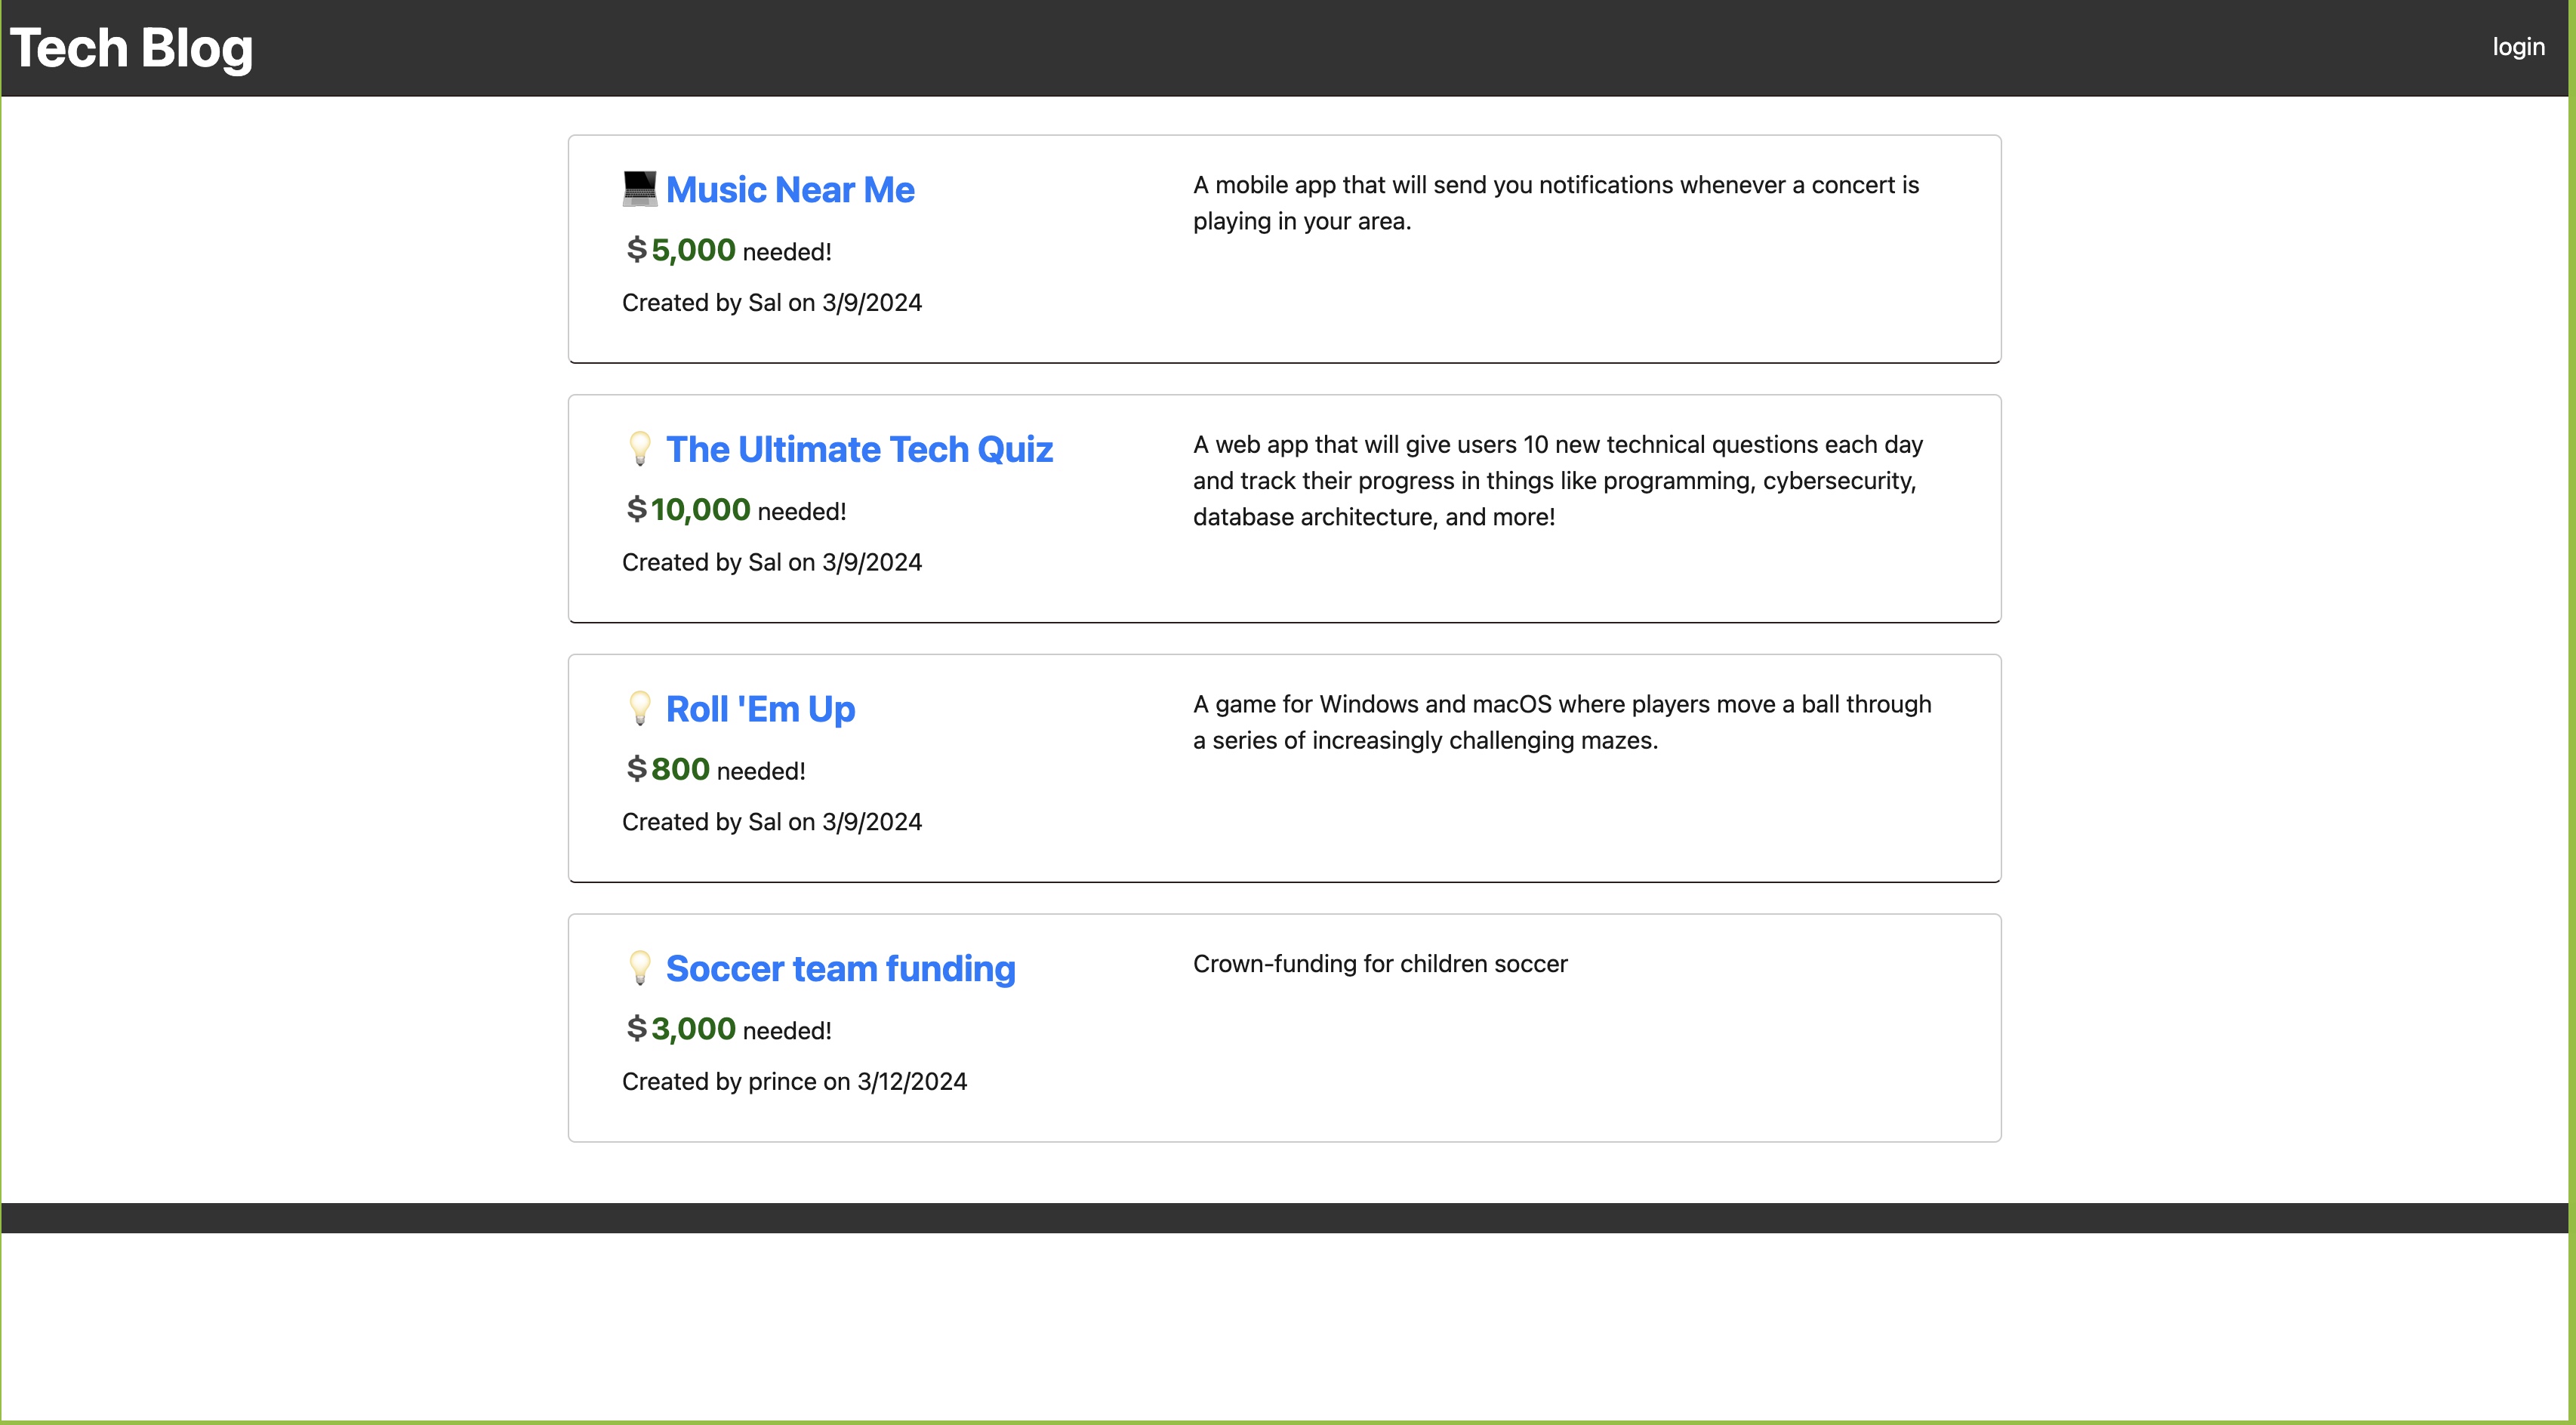 Tech Blog
login
💻 Music Near Me
$5,000 needed!
Created by Sal on 3/9/2024
A mobile app that will send you notifications whenever a concert is
playing in your area.
💡 The Ultimate Tech Quiz
$10,000 needed!
Created by Sal on 3/9/2024
A web app that will give users 10 new technical questions each day
and track their progress in things like programming, cybersecurity,
database architecture, and more!
💡 Roll 'Em Up
$800 needed!
Created by Sal on 3/9/2024
A game for Windows and macOS where players move a ball through
a series of increasingly challenging mazes.
💡 Soccer team funding
$3,000 needed!
Created by prince on 3/12/2024
Crown-funding for children soccer